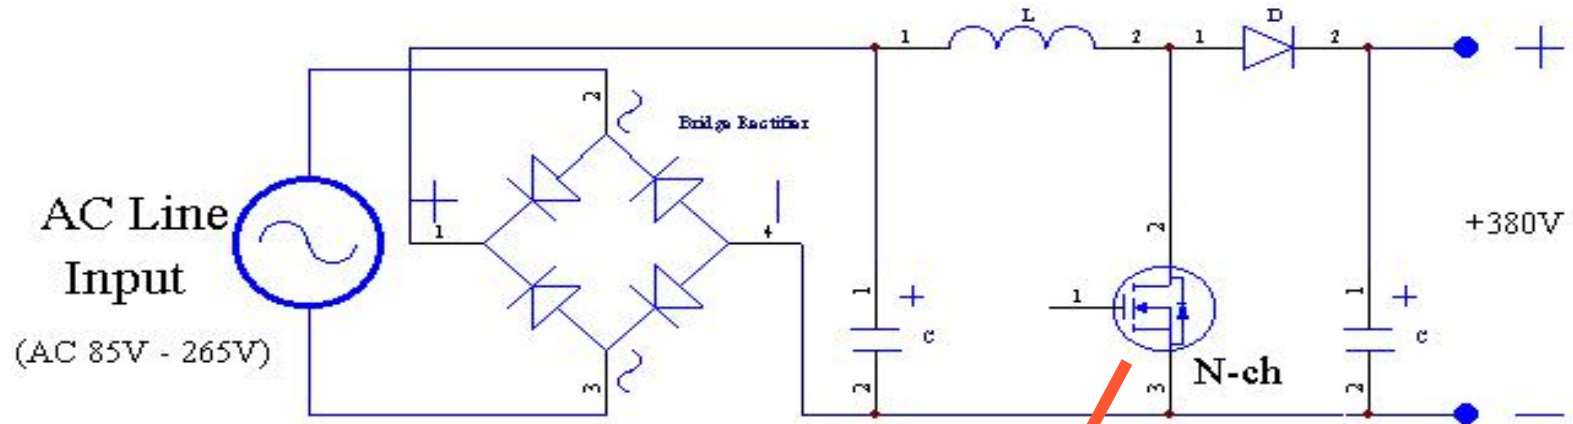 L
D
1
2
1
2
2
Bridge Rectifier
AC Line
Input
(AC 85V - 265V)
+
1
4
3
2
1
+
C
2
1
N-ch
3
1
+
C
2
+
+380V